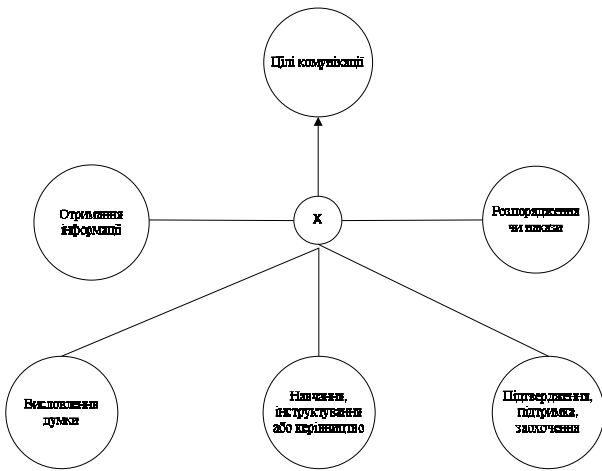 Цілі комунікації
Отримання
інформації
X
Розпорядження
чи накази
Висловлення
думки
Навчання,
інструктування
або керівництво
Підтвердження,
підтримка,
заохочення